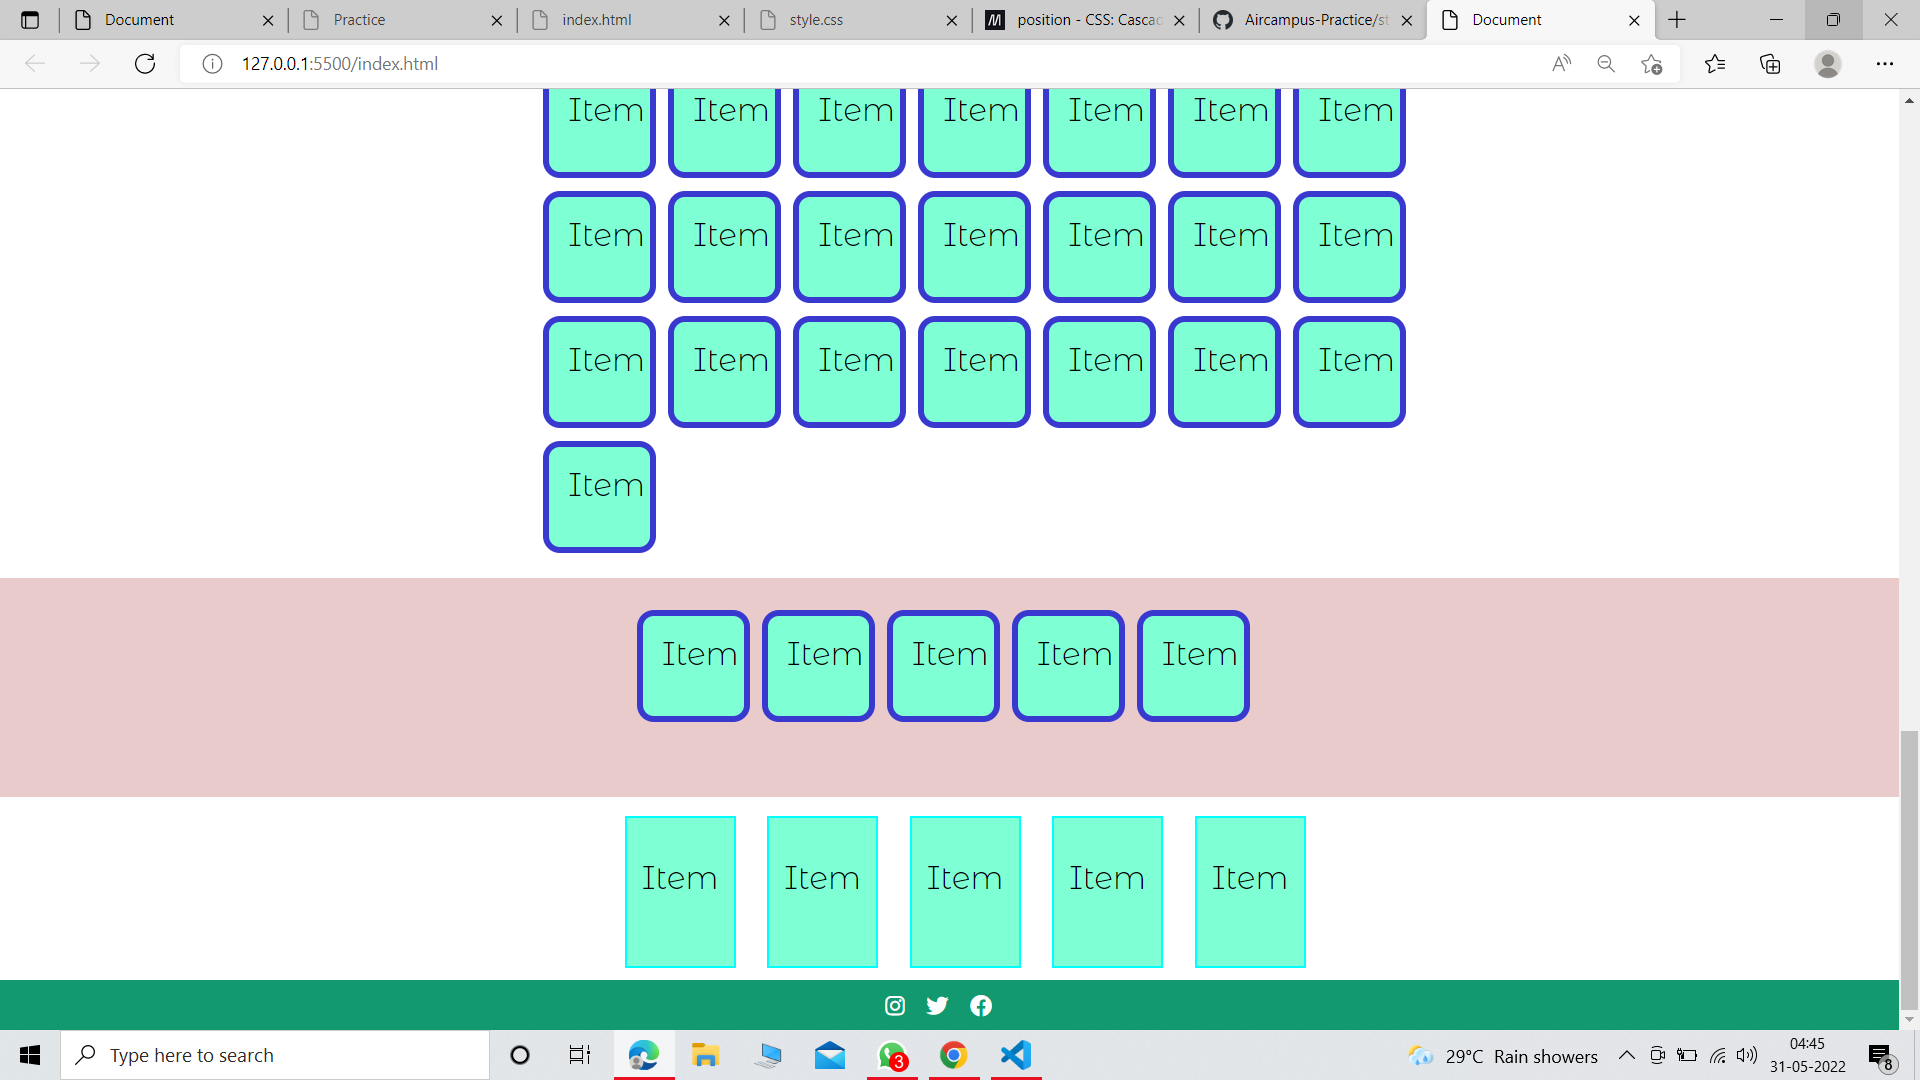 Document Practice index.html style.css position - CSS: Cascad Aircampus-Practice/st Document
127.0.0.1:5500/index.html
Item Item Item Item Item Item Item
Item Item Item Item Item Item Item
Item Item Item Item Item Item Item
Item
Item Item Item Item Item
Item Item Item Item Item
Type here to search
3
29°C Rain showers
04:45
31-05-2022
8